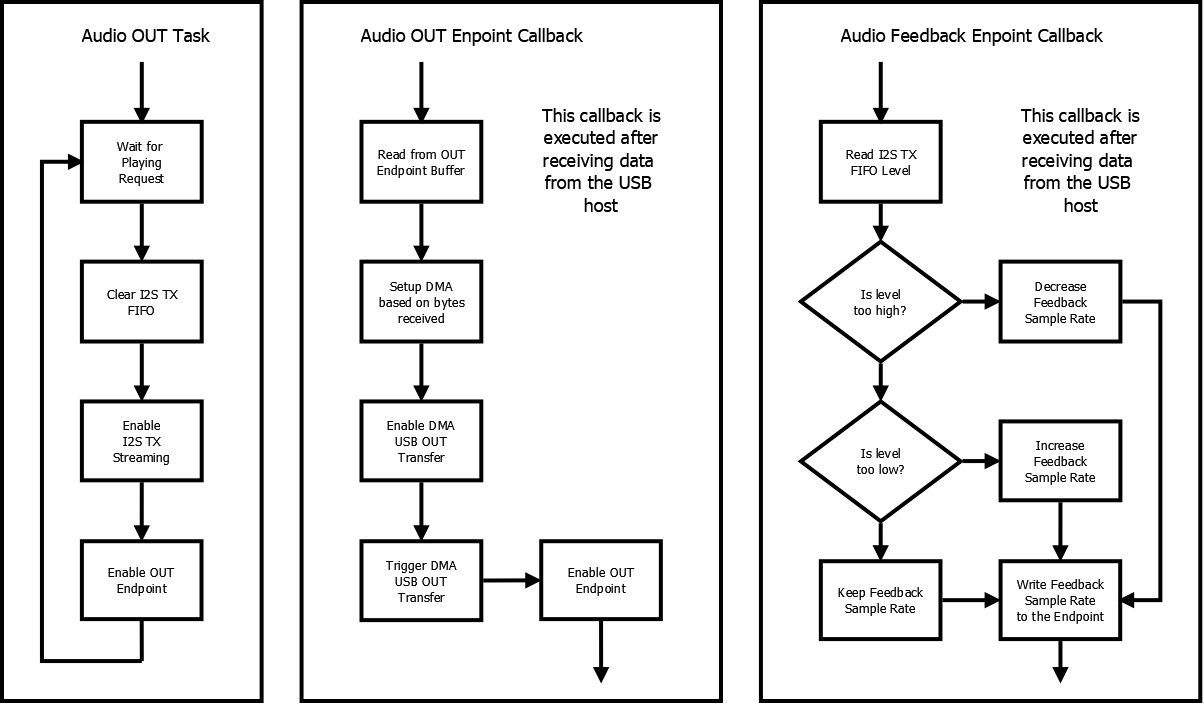 Audio OUT Task
Wait for
Playing
Request
Clear I2S TX
FIFO
Enable
I2S TX
Streaming
Enable OUT
Endpoint
Audio OUT Enpoint Callback
This callback is
executed after
receiving data
from the USB
host
Read from OUT
Endpoint Buffer
Setup DMA
based on bytes
received
Enable DMA
USB OUT
Transfer
Trigger DMA
USB OUT
Transfer
Enable OUT
Endpoint
Audio Feedback Enpoint Callback
This callback is
executed after
receiving data
from the USB
host
Read I2S TX
FIFO Level
Is level
too high?
Decrease
Feedback
Sample Rate
Is level
too low?
Increase
Feedback
Sample Rate
Keep Feedback
Sample Rate
Write Feedback
Sample Rate
to the Endpoint